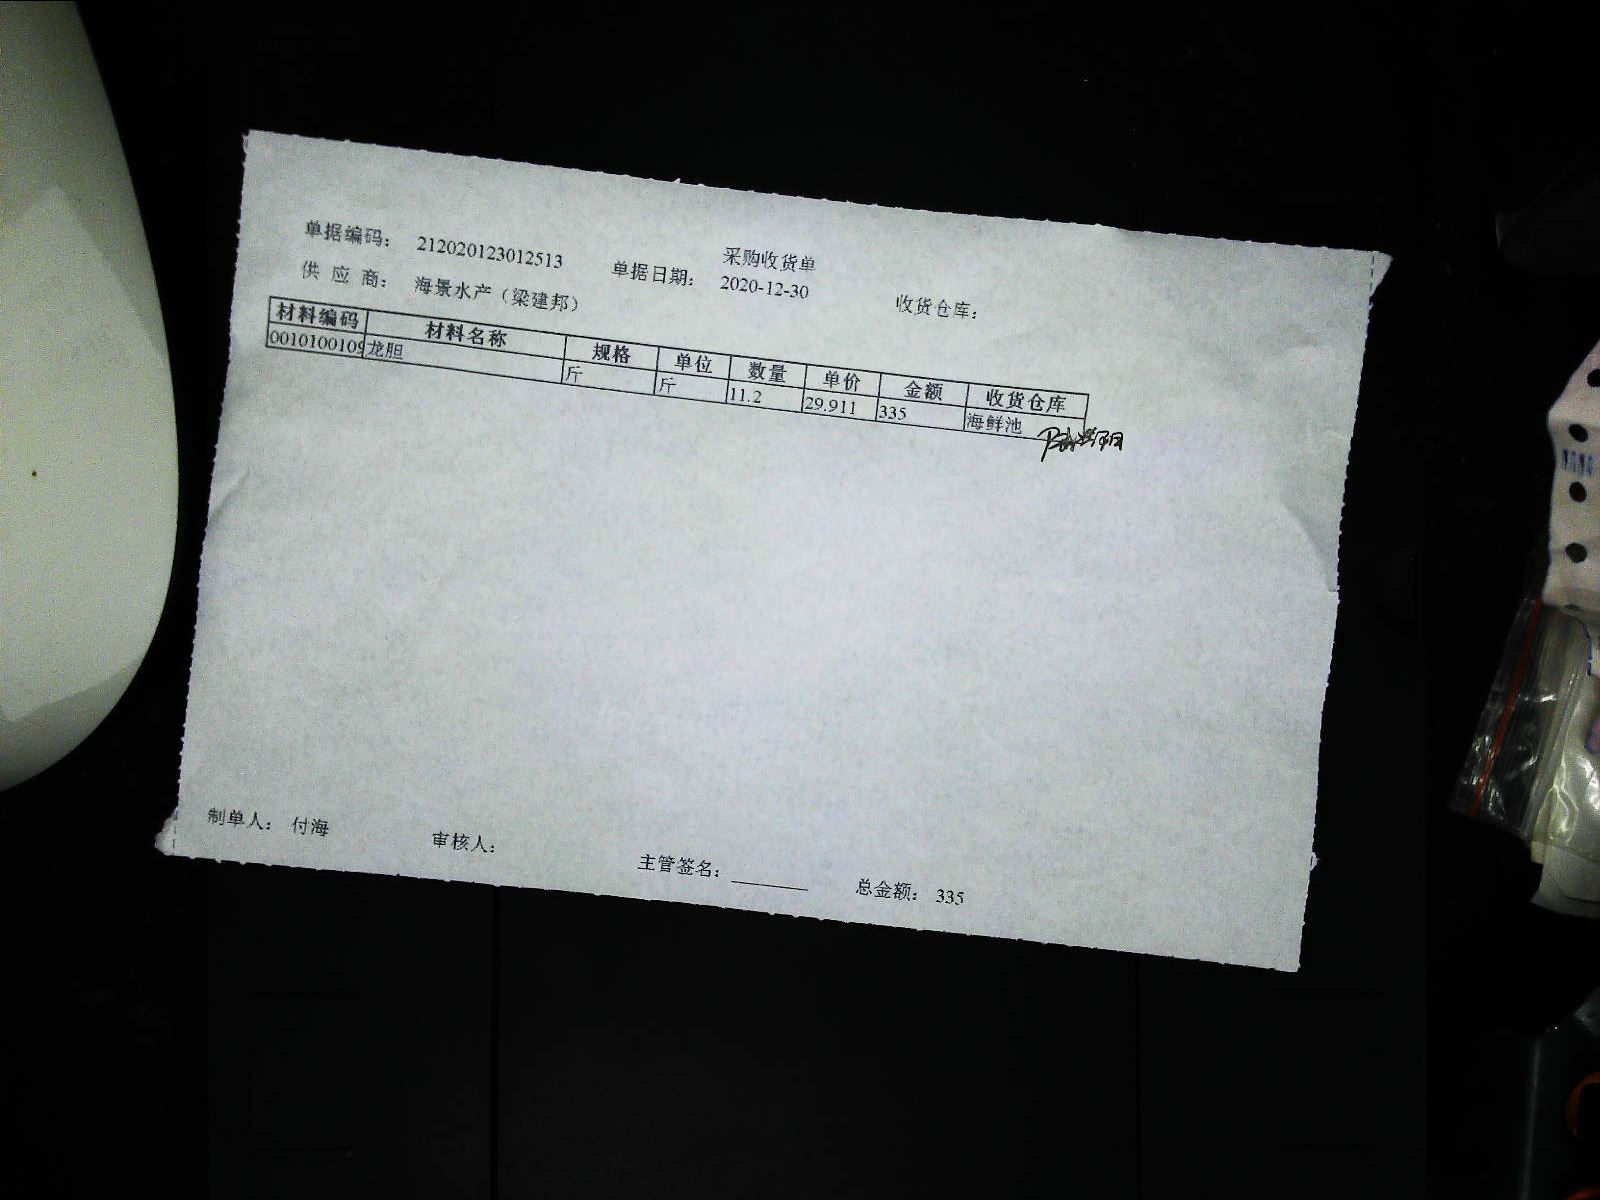 采购收货单
单据编码： 212020123012513 单据日期： 2020-12-30 收货仓库：
供 应 商： 海景水产（梁建邦）
材料编码 材料名称 规格 单位 数量 单价 金额 收货仓库
0010100109 龙胆 斤 斤 11.2 29.911 335 海鲜池
制单人： 付海 审核人： 主管签名： ________ 总金额： 335